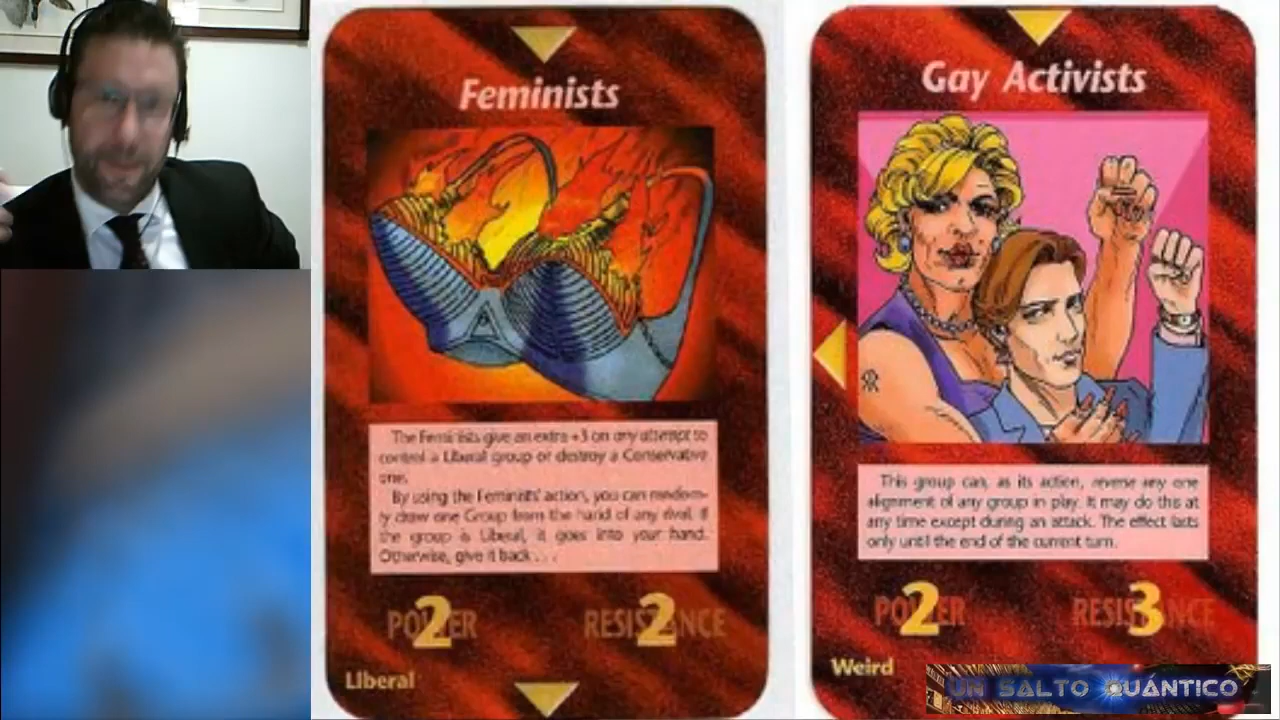 Feminists
The Feminists give an extra +3 on any attempt to
control a Liberal group or destroy a Conservative
one.
By using the Feminists' action, you can random-
ly draw one Group from the hand of any rival. If
the group is Liberal, it goes into your hand.
Otherwise, give it back . . .
POWER
2
RESISTANCE
2
Liberal
Gay Activists
This group can, as its action, reverse any one
alignment of any group in play. It may do this at
any time except during an attack. The effect lasts
only until the end of the current turn.
POWER
2
RESISTANCE
3
Weird
UN SALTO QUÁNTICO